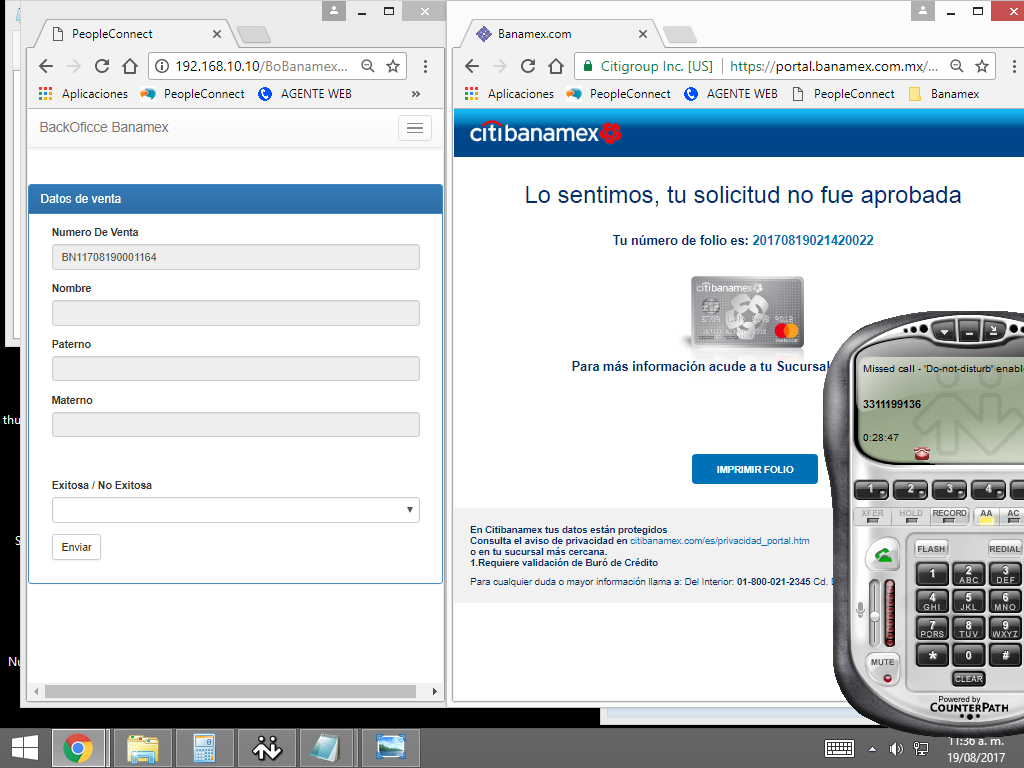 PeopleConnect
192.168.10.10/BoBanamex...
Aplicaciones
PeopleConnect
AGENTE WEB
»
BackOficce Banamex
Datos de venta
Numero De Venta
BN11708190001164
Nombre
Paterno
Materno
Exitosa / No Exitosa
Enviar
Banamex.com
Citigroup Inc. [US]
https://portal.banamex.com.mx/...
Aplicaciones
PeopleConnect
AGENTE WEB
PeopleConnect
Banamex
citibanamex
Lo sentimos, tu solicitud no fue aprobada
Tu número de folio es: 20170819021420022
citibanamex
Para más información acude a tu Sucursal
IMPRIMIR FOLIO
En Citibanamex tus datos están protegidos
Consulta el aviso de privacidad en citibanamex.com/es/privacidad_portal.htm
o en tu sucursal más cercana.
1.Requiere validación de Buró de Crédito
Para cualquier duda o mayor información llama a: Del Interior: 01-800-021-2345 Cd.
Missed call - 'Do-not-disturb' enable
3311199136
0:28:47
1 2 3 4
XFER HOLD RECORD AA AC
FLASH REDIAL
1 2 ABC 3 DEF
4 GHI 5 JKL 6 MNO
7 PQRS 8 TUV 9 WXYZ
* 0 #
MUTE
CLEAR
Powered by
COUNTERPATH
thu
S
Nu
11:36 a. m.
19/08/2017